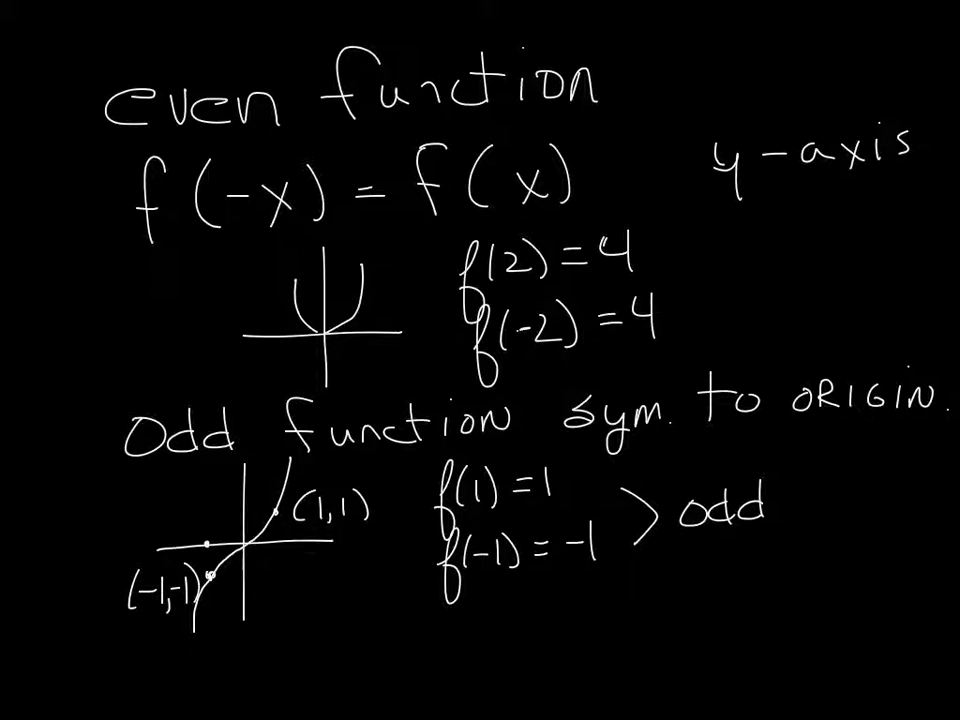 even function
f(-x) = f(x)
y-axis
f(2) = 4
f(-2) = 4
Odd function sym. to ORIGIN.
(1,1)
f(1) = 1
f(-1) = -1
> odd
(-1,-1)